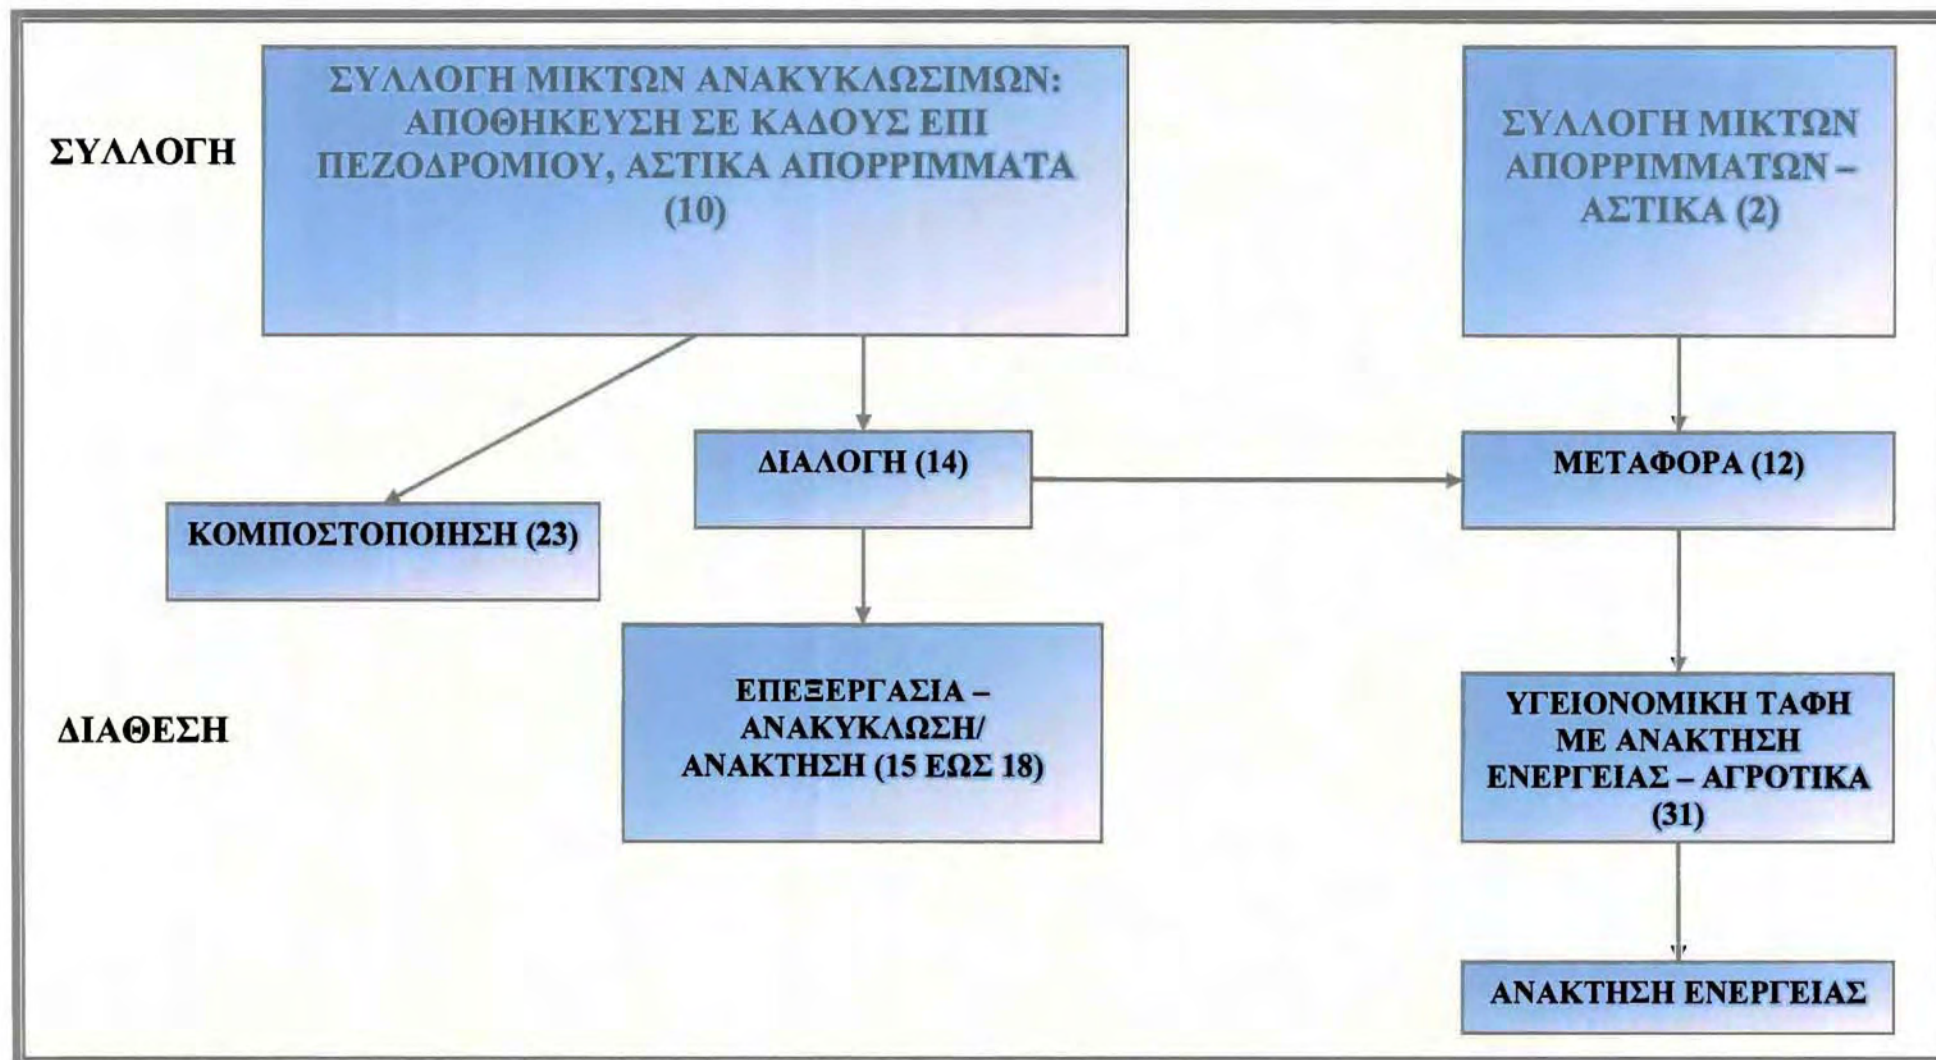 ΣΥΛΛΟΓΗ
ΣΥΛΛΟΓΗ ΜΙΚΤΩΝ ΑΝΑΚΥΚΛΩΣΙΜΩΝ:
ΑΠΟΘΗΚΕΥΣΗ ΣΕ ΚΑΔΟΥΣ ΕΠΙ
ΠΕΖΟΔΡΟΜΙΟΥ, ΑΣΤΙΚΑ ΑΠΟΡΡΙΜΜΑΤΑ
(10)
ΣΥΛΛΟΓΗ ΜΙΚΤΩΝ
ΑΠΟΡΡΙΜΜΑΤΩΝ –
ΑΣΤΙΚΑ (2)
ΔΙΑΛΟΓΗ (14)
ΜΕΤΑΦΟΡΑ (12)
ΚΟΜΠΟΣΤΟΠΟΙΗΣΗ (23)
ΔΙΑΘΕΣΗ
ΕΠΕΞΕΡΓΑΣΙΑ –
ΑΝΑΚΥΚΛΩΣΗ/
ΑΝΑΚΤΗΣΗ (15 ΕΩΣ 18)
ΥΓΕΙΟΝΟΜΙΚΗ ΤΑΦΗ
ΜΕ ΑΝΑΚΤΗΣΗ
ΕΝΕΡΓΕΙΑΣ – ΑΓΡΟΤΙΚΑ
(31)
ΑΝΑΚΤΗΣΗ ΕΝΕΡΓΕΙΑΣ